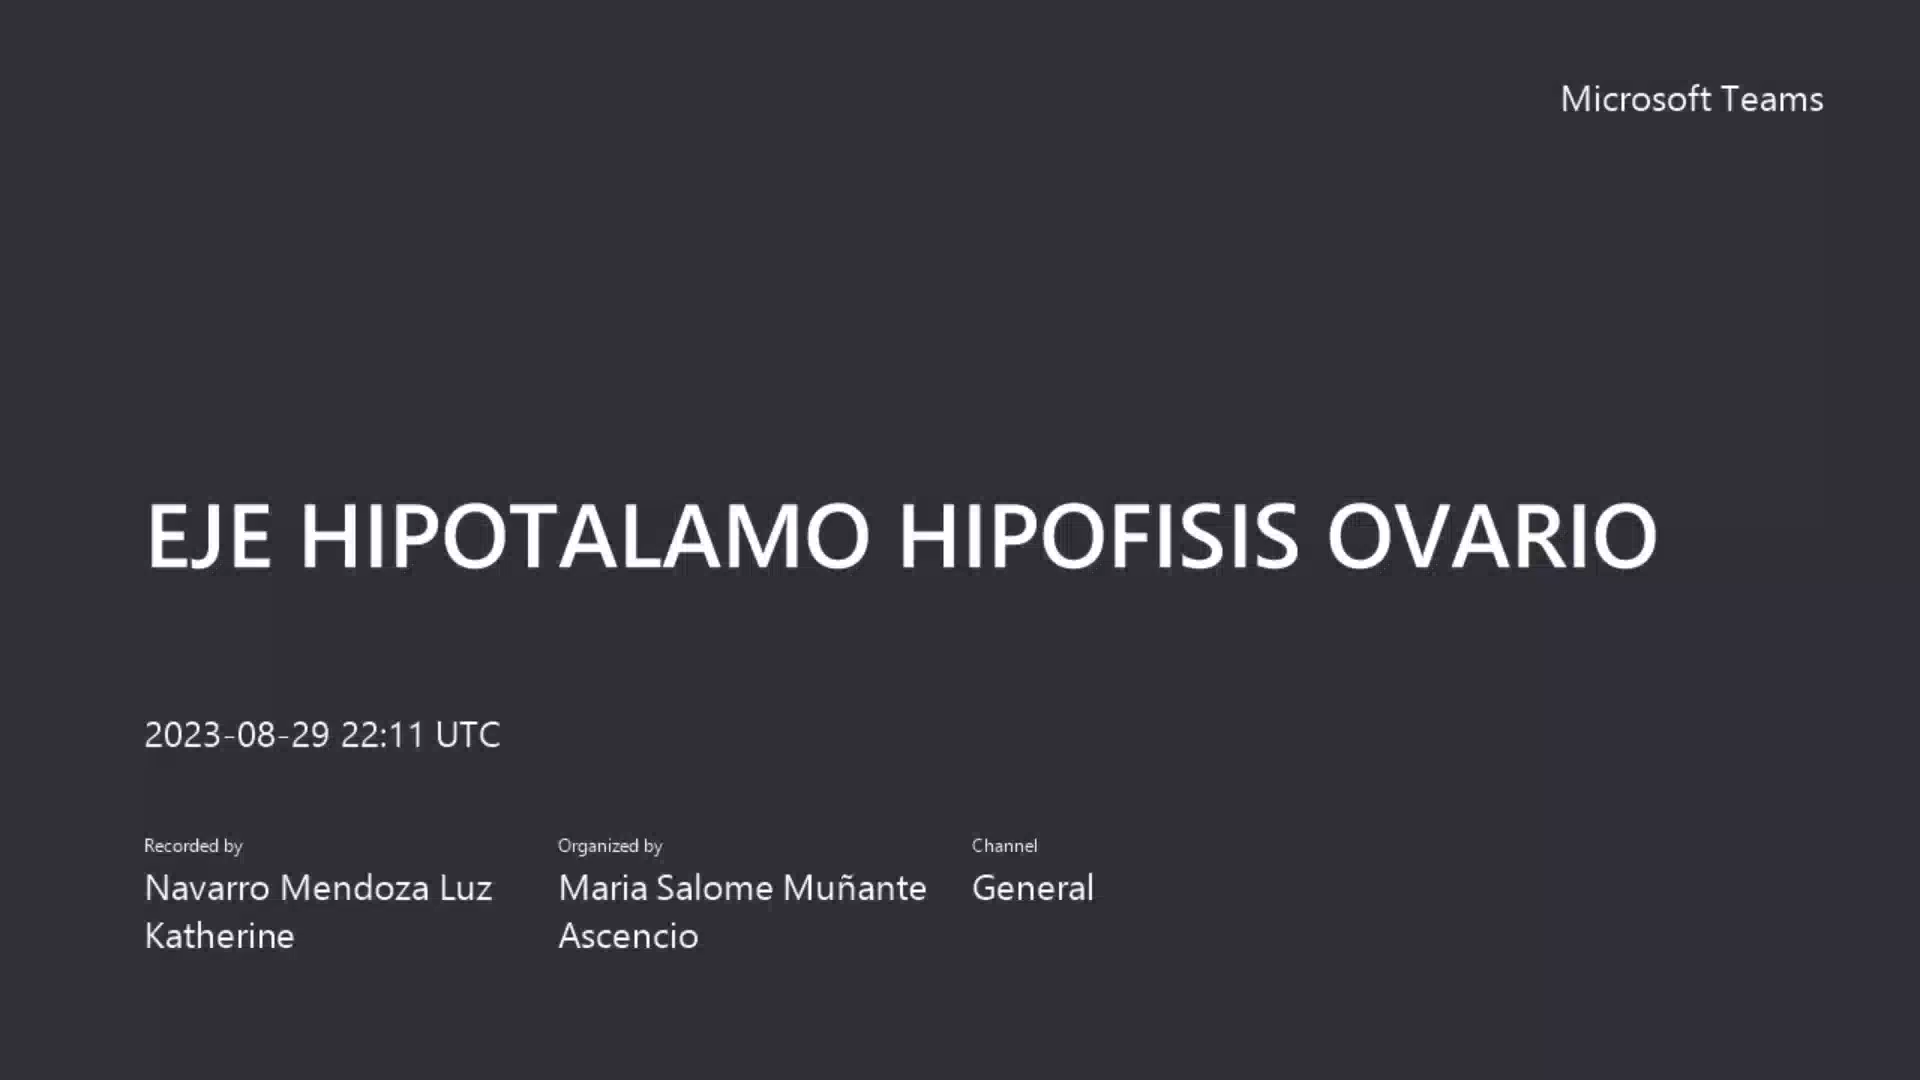 Microsoft Teams
EJE HIPOTALAMO HIPOFISIS OVARIO
2023-08-29 22:11 UTC
Recorded by
Navarro Mendoza Luz
Katherine
Organized by
Maria Salome Muñante
Ascencio
Channel
General